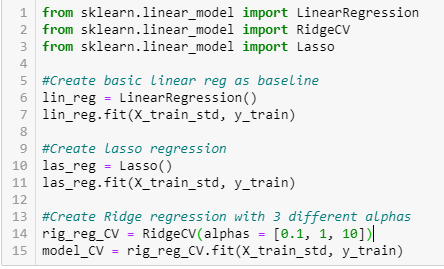 1 from sklearn.linear_model import LinearRegression
2 from sklearn.linear_model import RidgeCV
3 from sklearn.linear_model import Lasso
4
5 #Create basic linear reg as baseline
6 lin_reg = LinearRegression()
7 lin_reg.fit(X_train_std, y_train)
8
9 #Create lasso regression
10 las_reg = Lasso()
11 las_reg.fit(X_train_std, y_train)
12
13 #Create Ridge regression with 3 different alphas
14 rig_reg_CV = RidgeCV(alphas = [0.1, 1, 10])
15 model_CV = rig_reg_CV.fit(X_train_std, y_train)